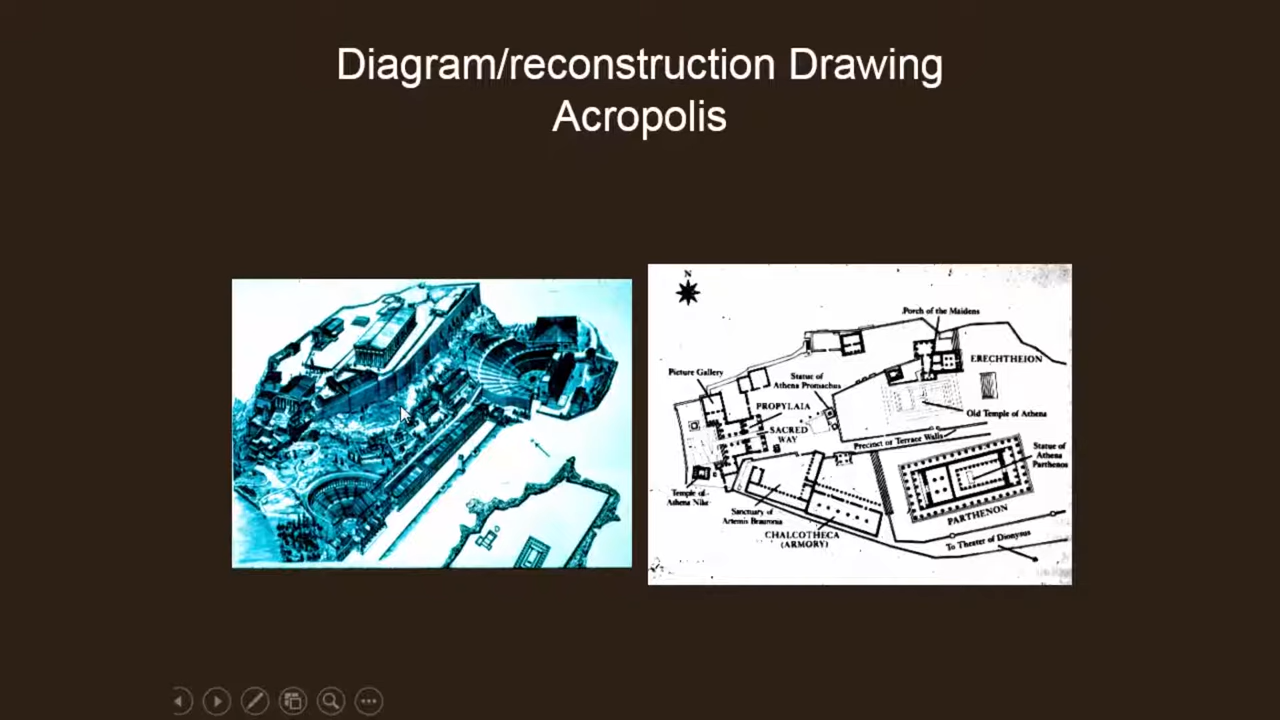 Diagram/reconstruction Drawing
Acropolis
N
Porch of the Maidens
ERECHTHEION
Picture Gallery
Statue of
Athena Promachus
PROPYLAIA
SACRED
WAY
Old Temple of Athena
Precinct or Terrace Walls
Statue of
Athena
Parthenos
Temple of
Athena Nike
Sanctuary of
Artemis Brauronia
PARTHENON
CHALCOTHECA
(ARMORY)
To Theater of Dionysus